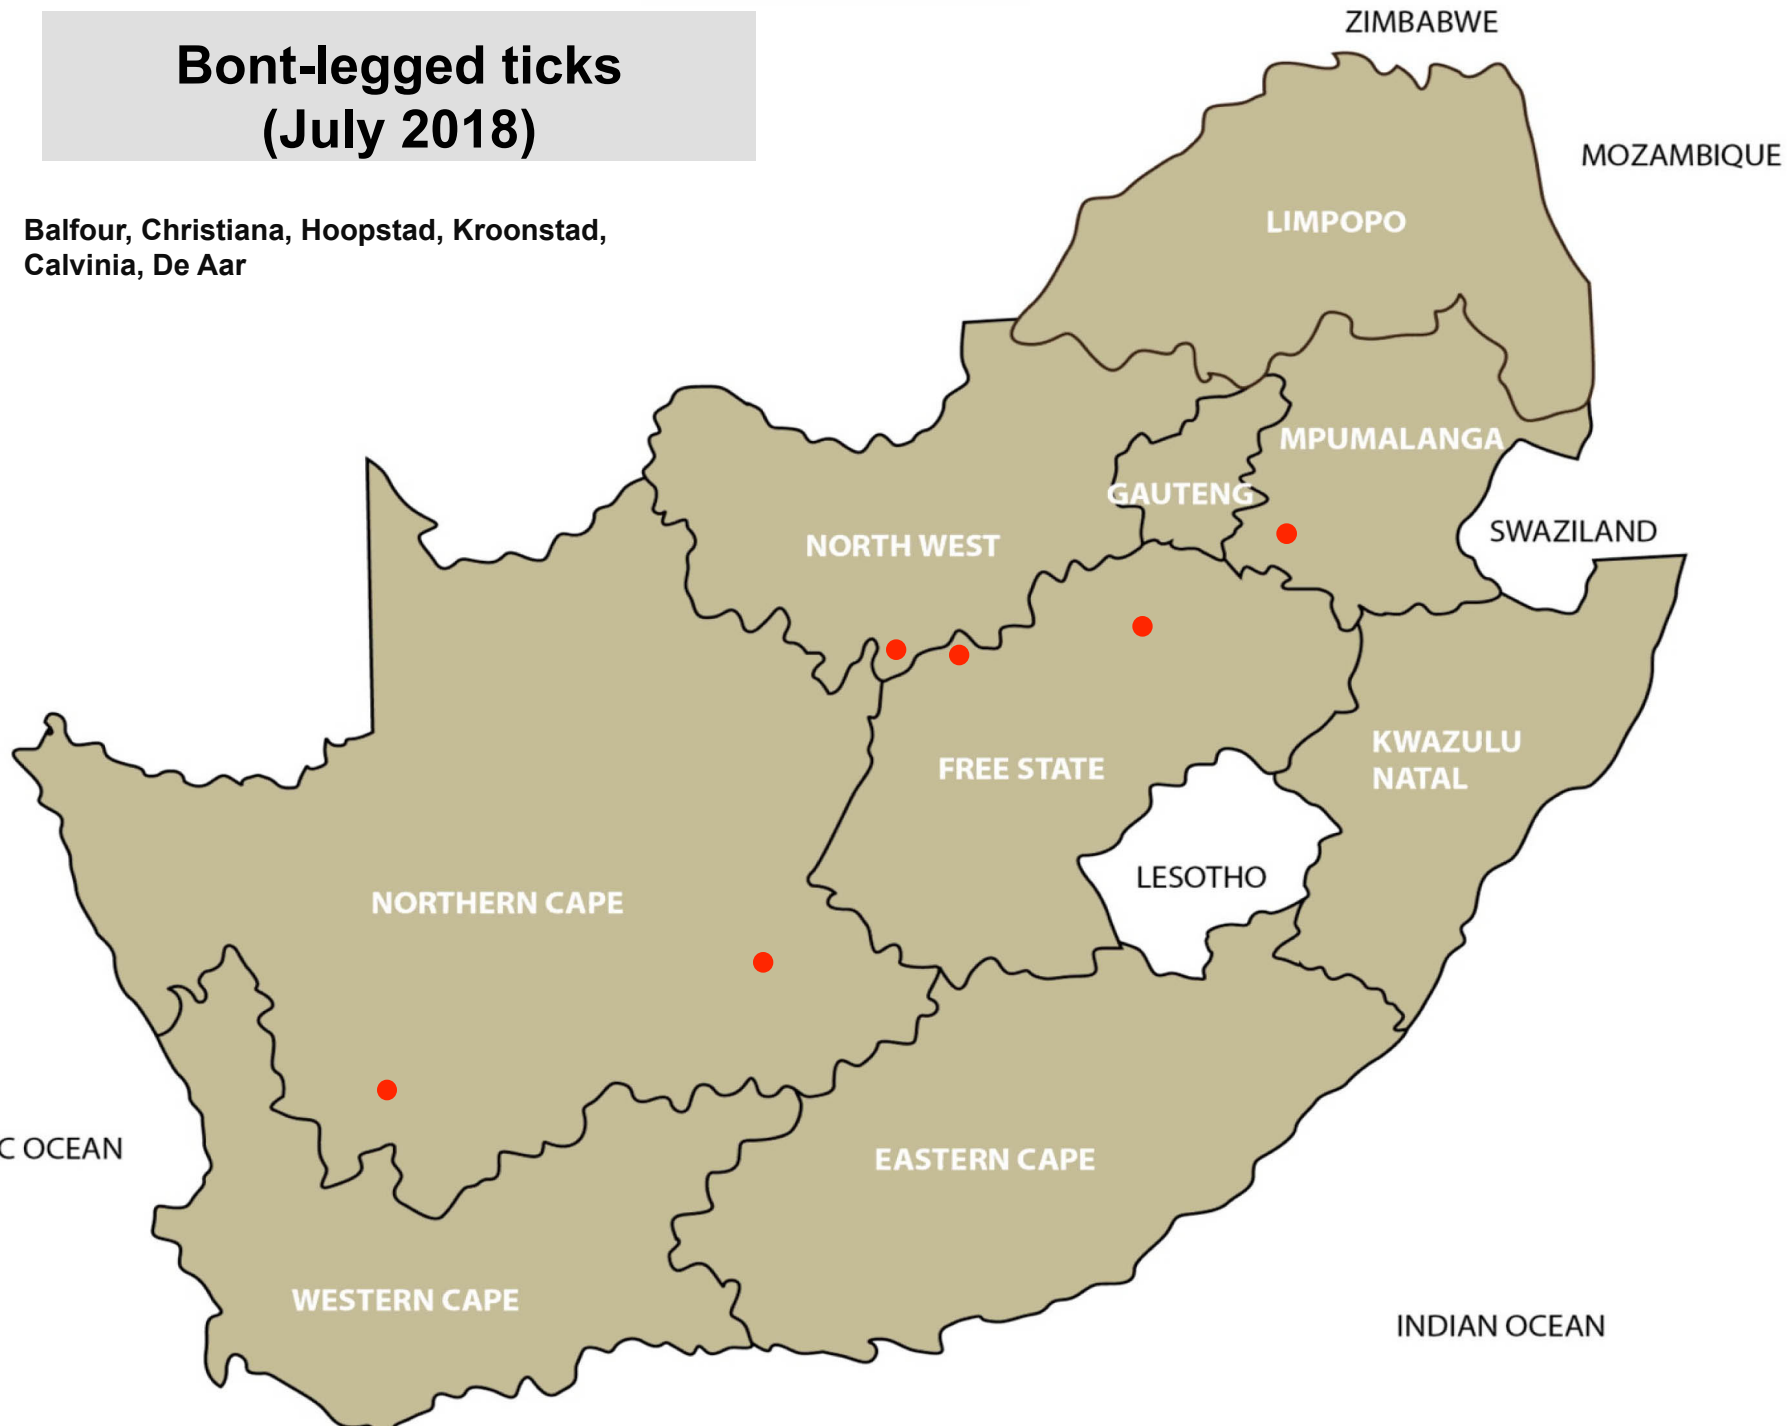 Bont-legged ticks
(July 2018)
Balfour, Christiana, Hoopstad, Kroonstad,
Calvinia, De Aar
ZIMBABWE
MOZAMBIQUE
LIMPOPO
MPUMALANGA
GAUTENG
SWAZILAND
NORTH WEST
KWAZULU
NATAL
FREE STATE
LESOTHO
NORTHERN CAPE
C OCEAN
EASTERN CAPE
WESTERN CAPE
INDIAN OCEAN